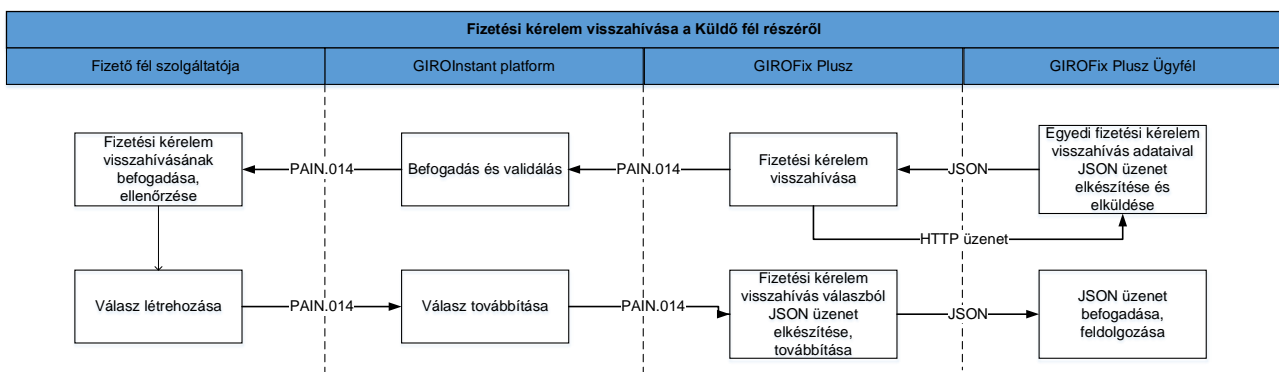 Fizetési kérelem visszahívása a Küldő fél részéről
Fizető fél szolgáltatója
GIROInstant platform
GIROFix Plusz
GIROFix Plusz Ügyfél
Fizetési kérelem
visszahívásának
befogadása,
ellenőrzése
PAIN.014
Befogadás és validálás
PAIN.014
Fizetési kérelem
visszahívása
JSON
Egyedi fizetési kérelem
visszahívás adataival
JSON üzenet
elkészítése és
elküldése
HTTP üzenet
Válasz létrehozása
PAIN.014
Válasz továbbítása
PAIN.014
Fizetési kérelem
visszahívás válaszból
JSON üzenet
elkészítése,
továbbítása
JSON
JSON üzenet
befogadása,
feldolgozása